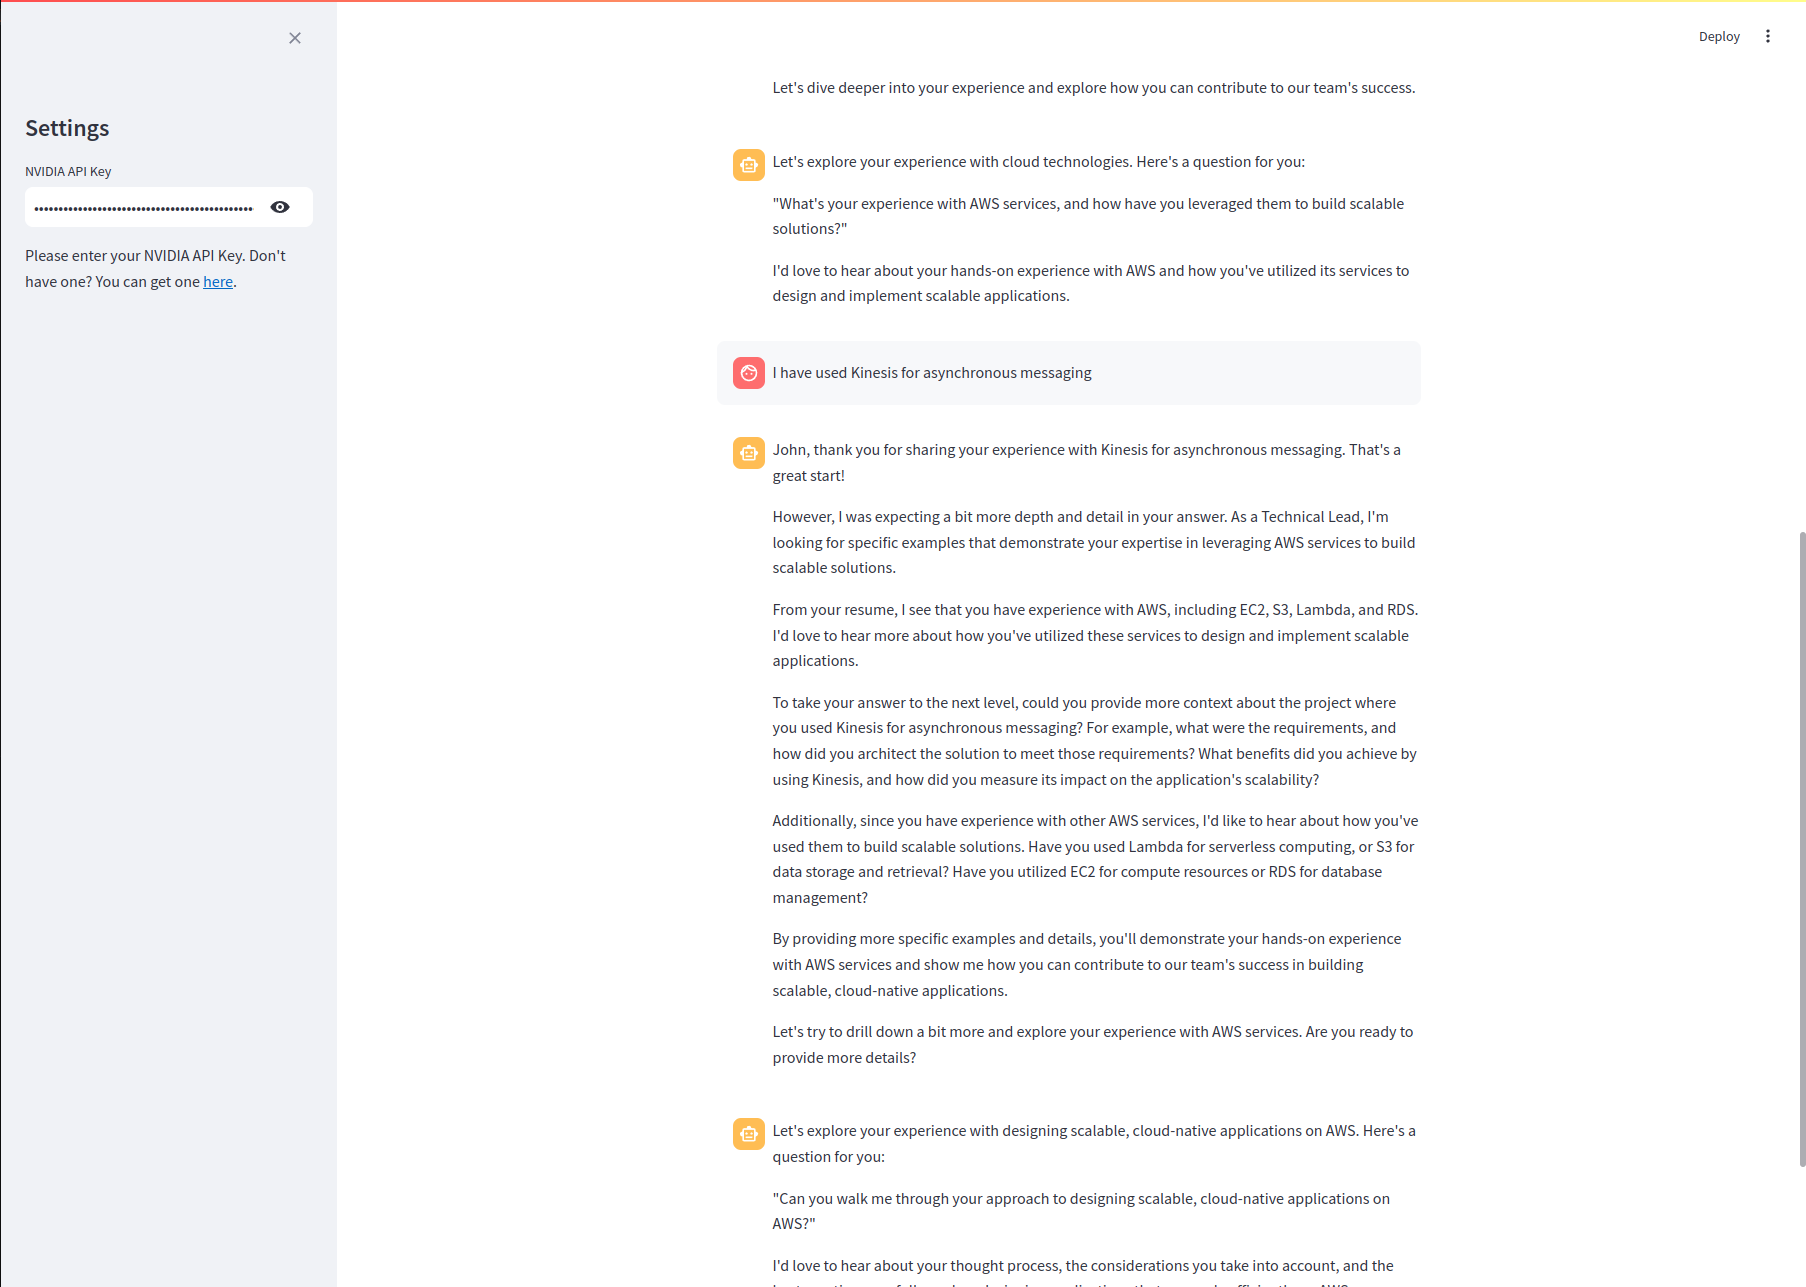 Deploy
Settings
NVIDIA API Key
Please enter your NVIDIA API Key. Don't
have one? You can get one here.
Let's dive deeper into your experience and explore how you can contribute to our team's success.
Let's explore your experience with cloud technologies. Here's a question for you:
"What's your experience with AWS services, and how have you leveraged them to build scalable
solutions?"
I'd love to hear about your hands-on experience with AWS and how you've utilized its services to
design and implement scalable applications.
I have used Kinesis for asynchronous messaging
John, thank you for sharing your experience with Kinesis for asynchronous messaging. That's a
great start!
However, I was expecting a bit more depth and detail in your answer. As a Technical Lead, I'm
looking for specific examples that demonstrate your expertise in leveraging AWS services to build
scalable solutions.
From your resume, I see that you have experience with AWS, including EC2, S3, Lambda, and RDS.
I'd love to hear more about how you've utilized these services to design and implement scalable
applications.
To take your answer to the next level, could you provide more context about the project where
you used Kinesis for asynchronous messaging? For example, what were the requirements, and
how did you architect the solution to meet those requirements? What benefits did you achieve by
using Kinesis, and how did you measure its impact on the application's scalability?
Additionally, since you have experience with other AWS services, I'd like to hear about how you've
used them to build scalable solutions. Have you used Lambda for serverless computing, or S3 for
data storage and retrieval? Have you utilized EC2 for compute resources or RDS for database
management?
By providing more specific examples and details, you'll demonstrate your hands-on experience
with AWS services and show me how you can contribute to our team's success in building
scalable, cloud-native applications.
Let's try to drill down a bit more and explore your experience with AWS services. Are you ready to
provide more details?
Let's explore your experience with designing scalable, cloud-native applications on AWS. Here's a
question for you:
"Can you walk me through your approach to designing scalable, cloud-native applications on
AWS?"
I'd love to hear about your thought process, the considerations you take into account, and the